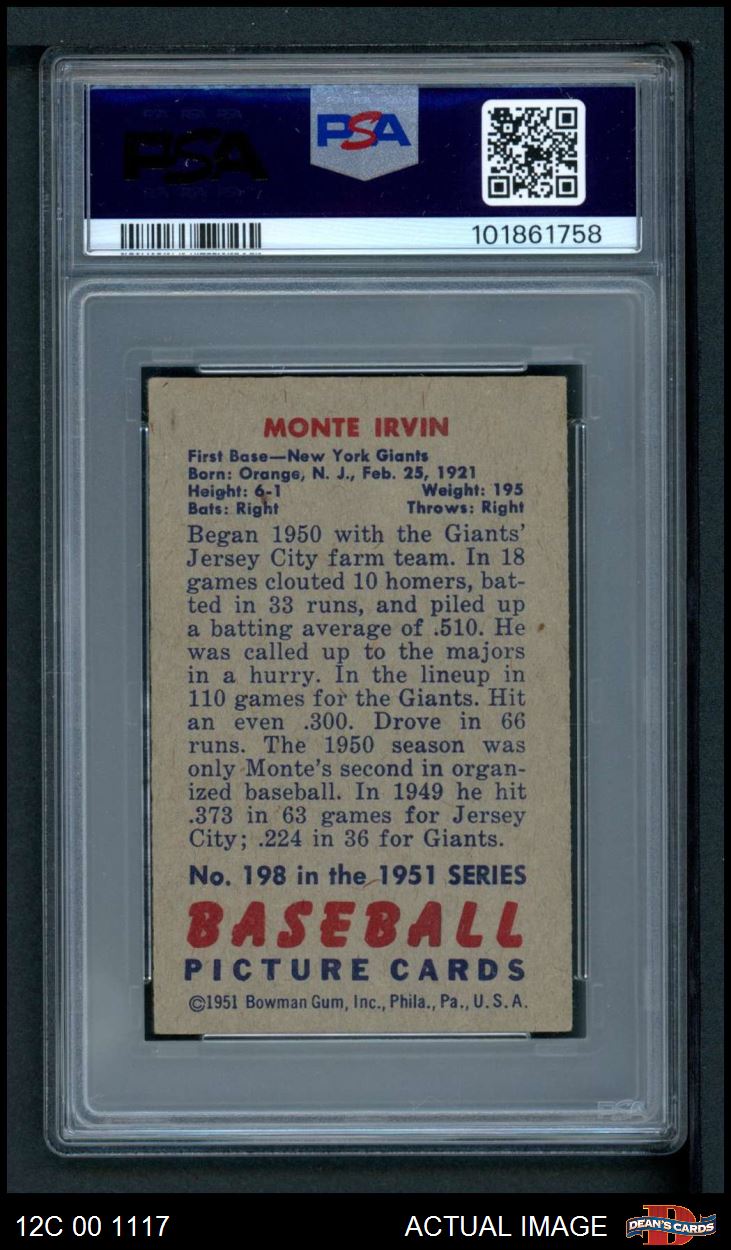 PSA
PSA
101861758
MONTE IRVIN
First Base—New York Giants
Born: Orange, N. J., Feb. 25, 1921
Height: 6-1 Weight: 195
Bats: Right Throws: Right
Began 1950 with the Giants'
Jersey City farm team. In 18
games clouted 10 homers, bat-
ted in 33 runs, and piled up
a batting average of .510. He
was called up to the majors
in a hurry. In the lineup in
110 games for the Giants. Hit
an even .300. Drove in 66
runs. The 1950 season was
only Monte's second in organ-
ized baseball. In 1949 he hit
.373 in 63 games for Jersey
City; .224 in 36 for Giants.
No. 198 in the 1951 SERIES
BASEBALL
PICTURE CARDS
©1951 Bowman Gum, Inc., Phila., Pa., U.S.A.
PSA
12C 00 1117 ACTUAL IMAGE DEAN'S CARDS